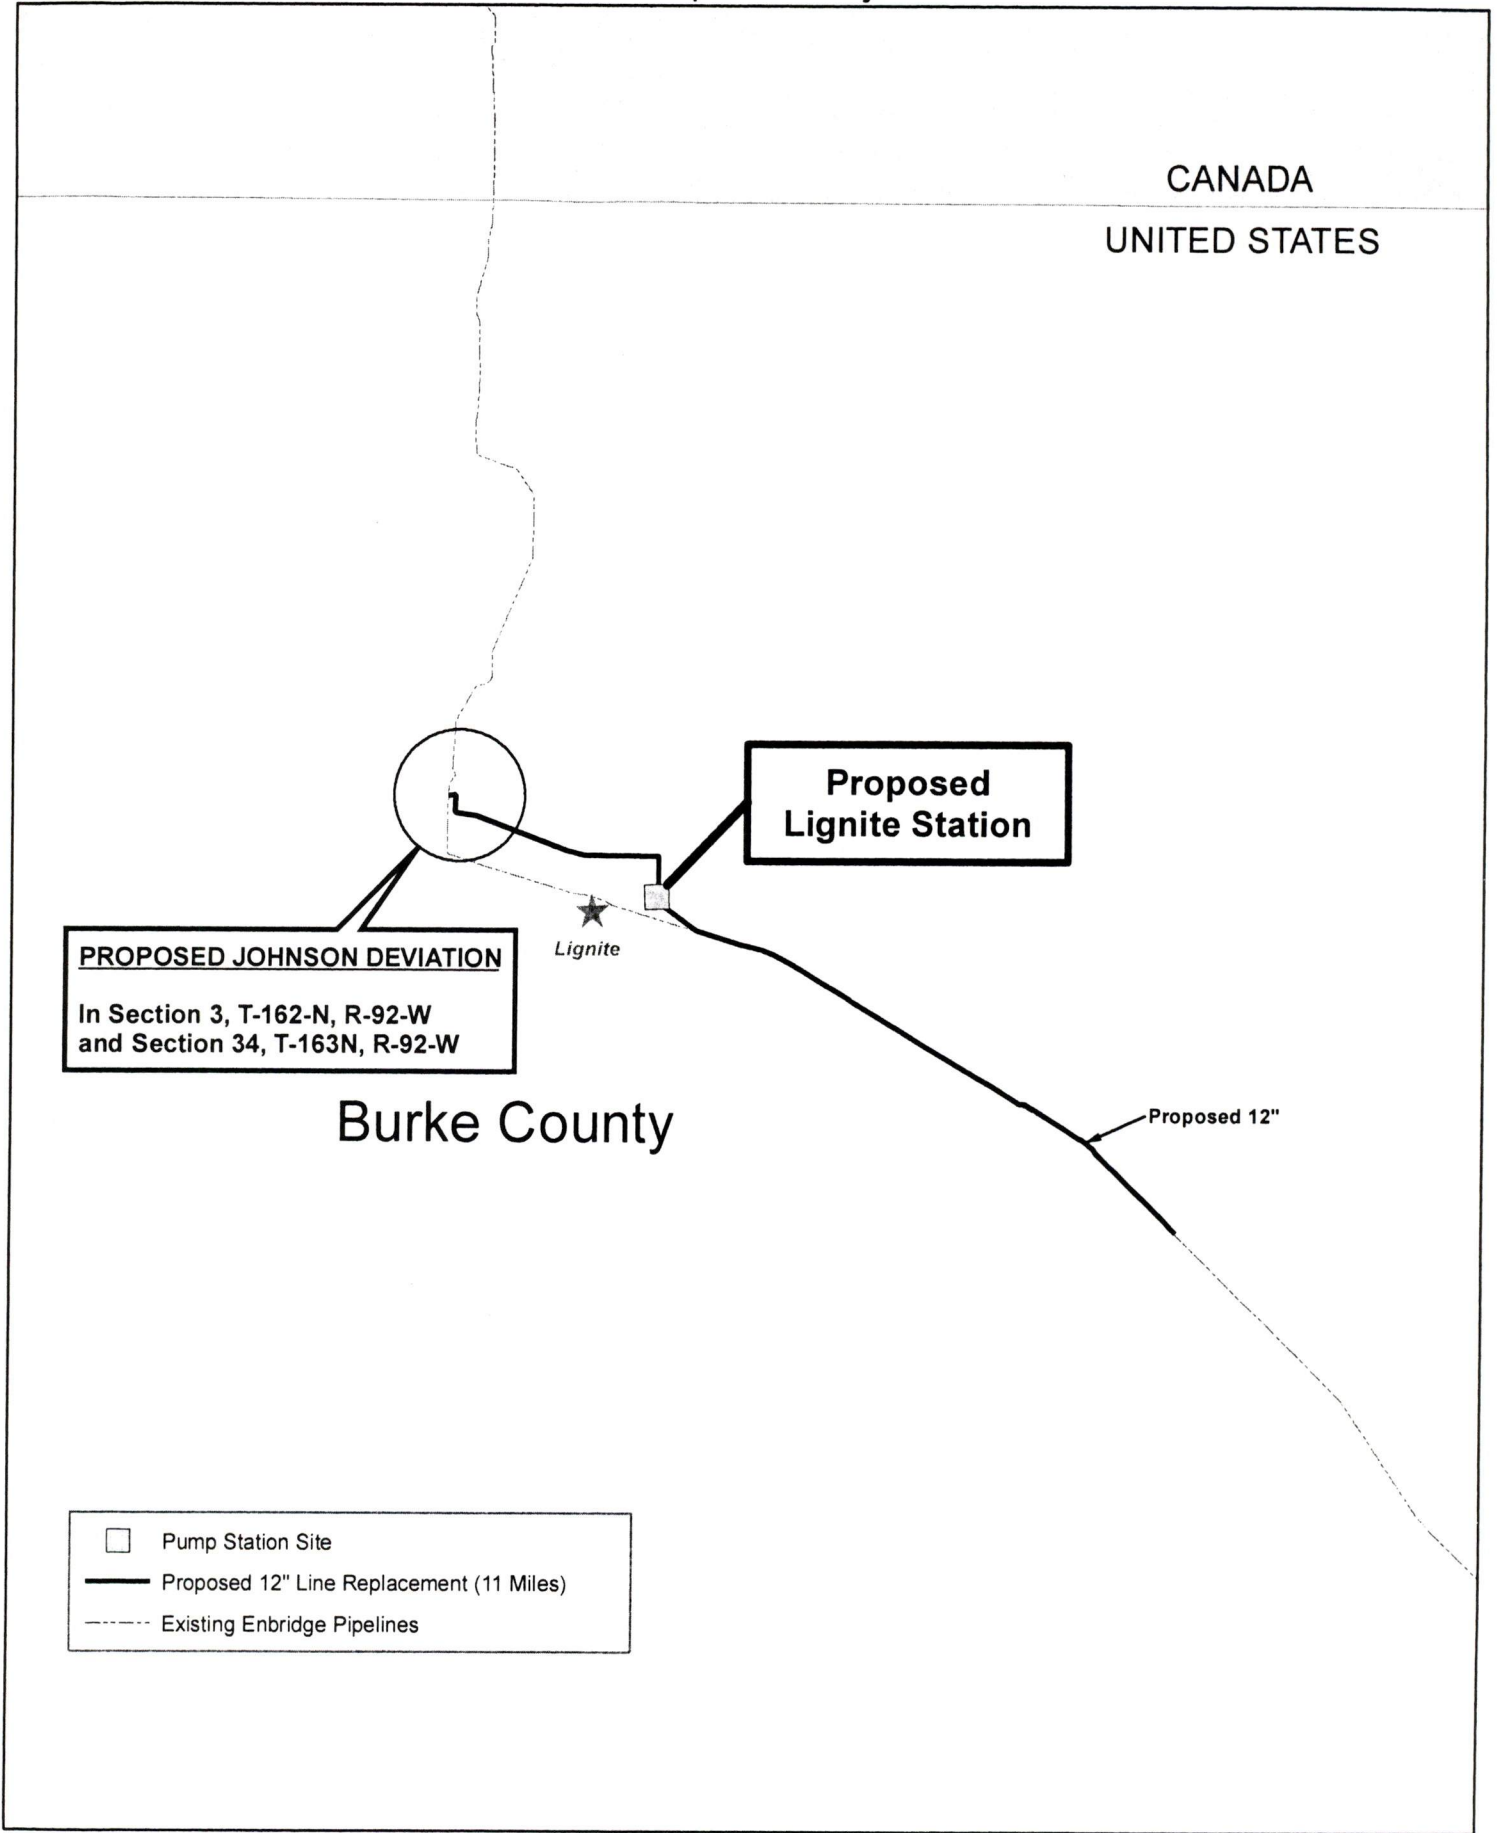 CANADA
UNITED STATES
Proposed
Lignite Station
PROPOSED JOHNSON DEVIATION
In Section 3, T-162-N, R-92-W
and Section 34, T-163N, R-92-W
Lignite
Burke County
Proposed 12"
Pump Station Site
Proposed 12" Line Replacement (11 Miles)
Existing Enbridge Pipelines